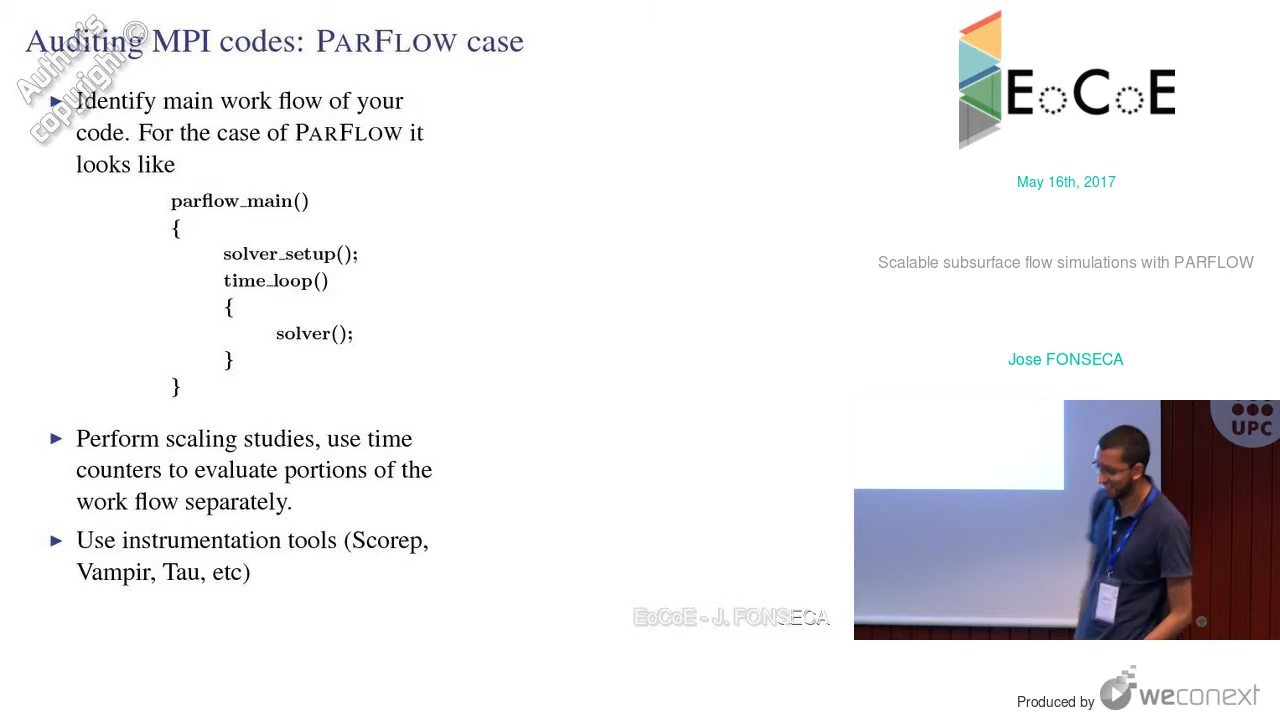 Auditing MPI codes: PARFLOW case
Author's ©
copyright
Identify main work flow of your
code. For the case of PARFLOW it
looks like
parflow_main()
{
solver_setup();
time_loop()
{
solver();
}
}
Perform scaling studies, use time
counters to evaluate portions of the
work flow separately.
Use instrumentation tools (Scorep,
Vampir, Tau, etc)
EoCoE - J. FONSECA
EoCoE
May 16th, 2017
Scalable subsurface flow simulations with PARFLOW
Jose FONSECA
UPC
Produced by weconext